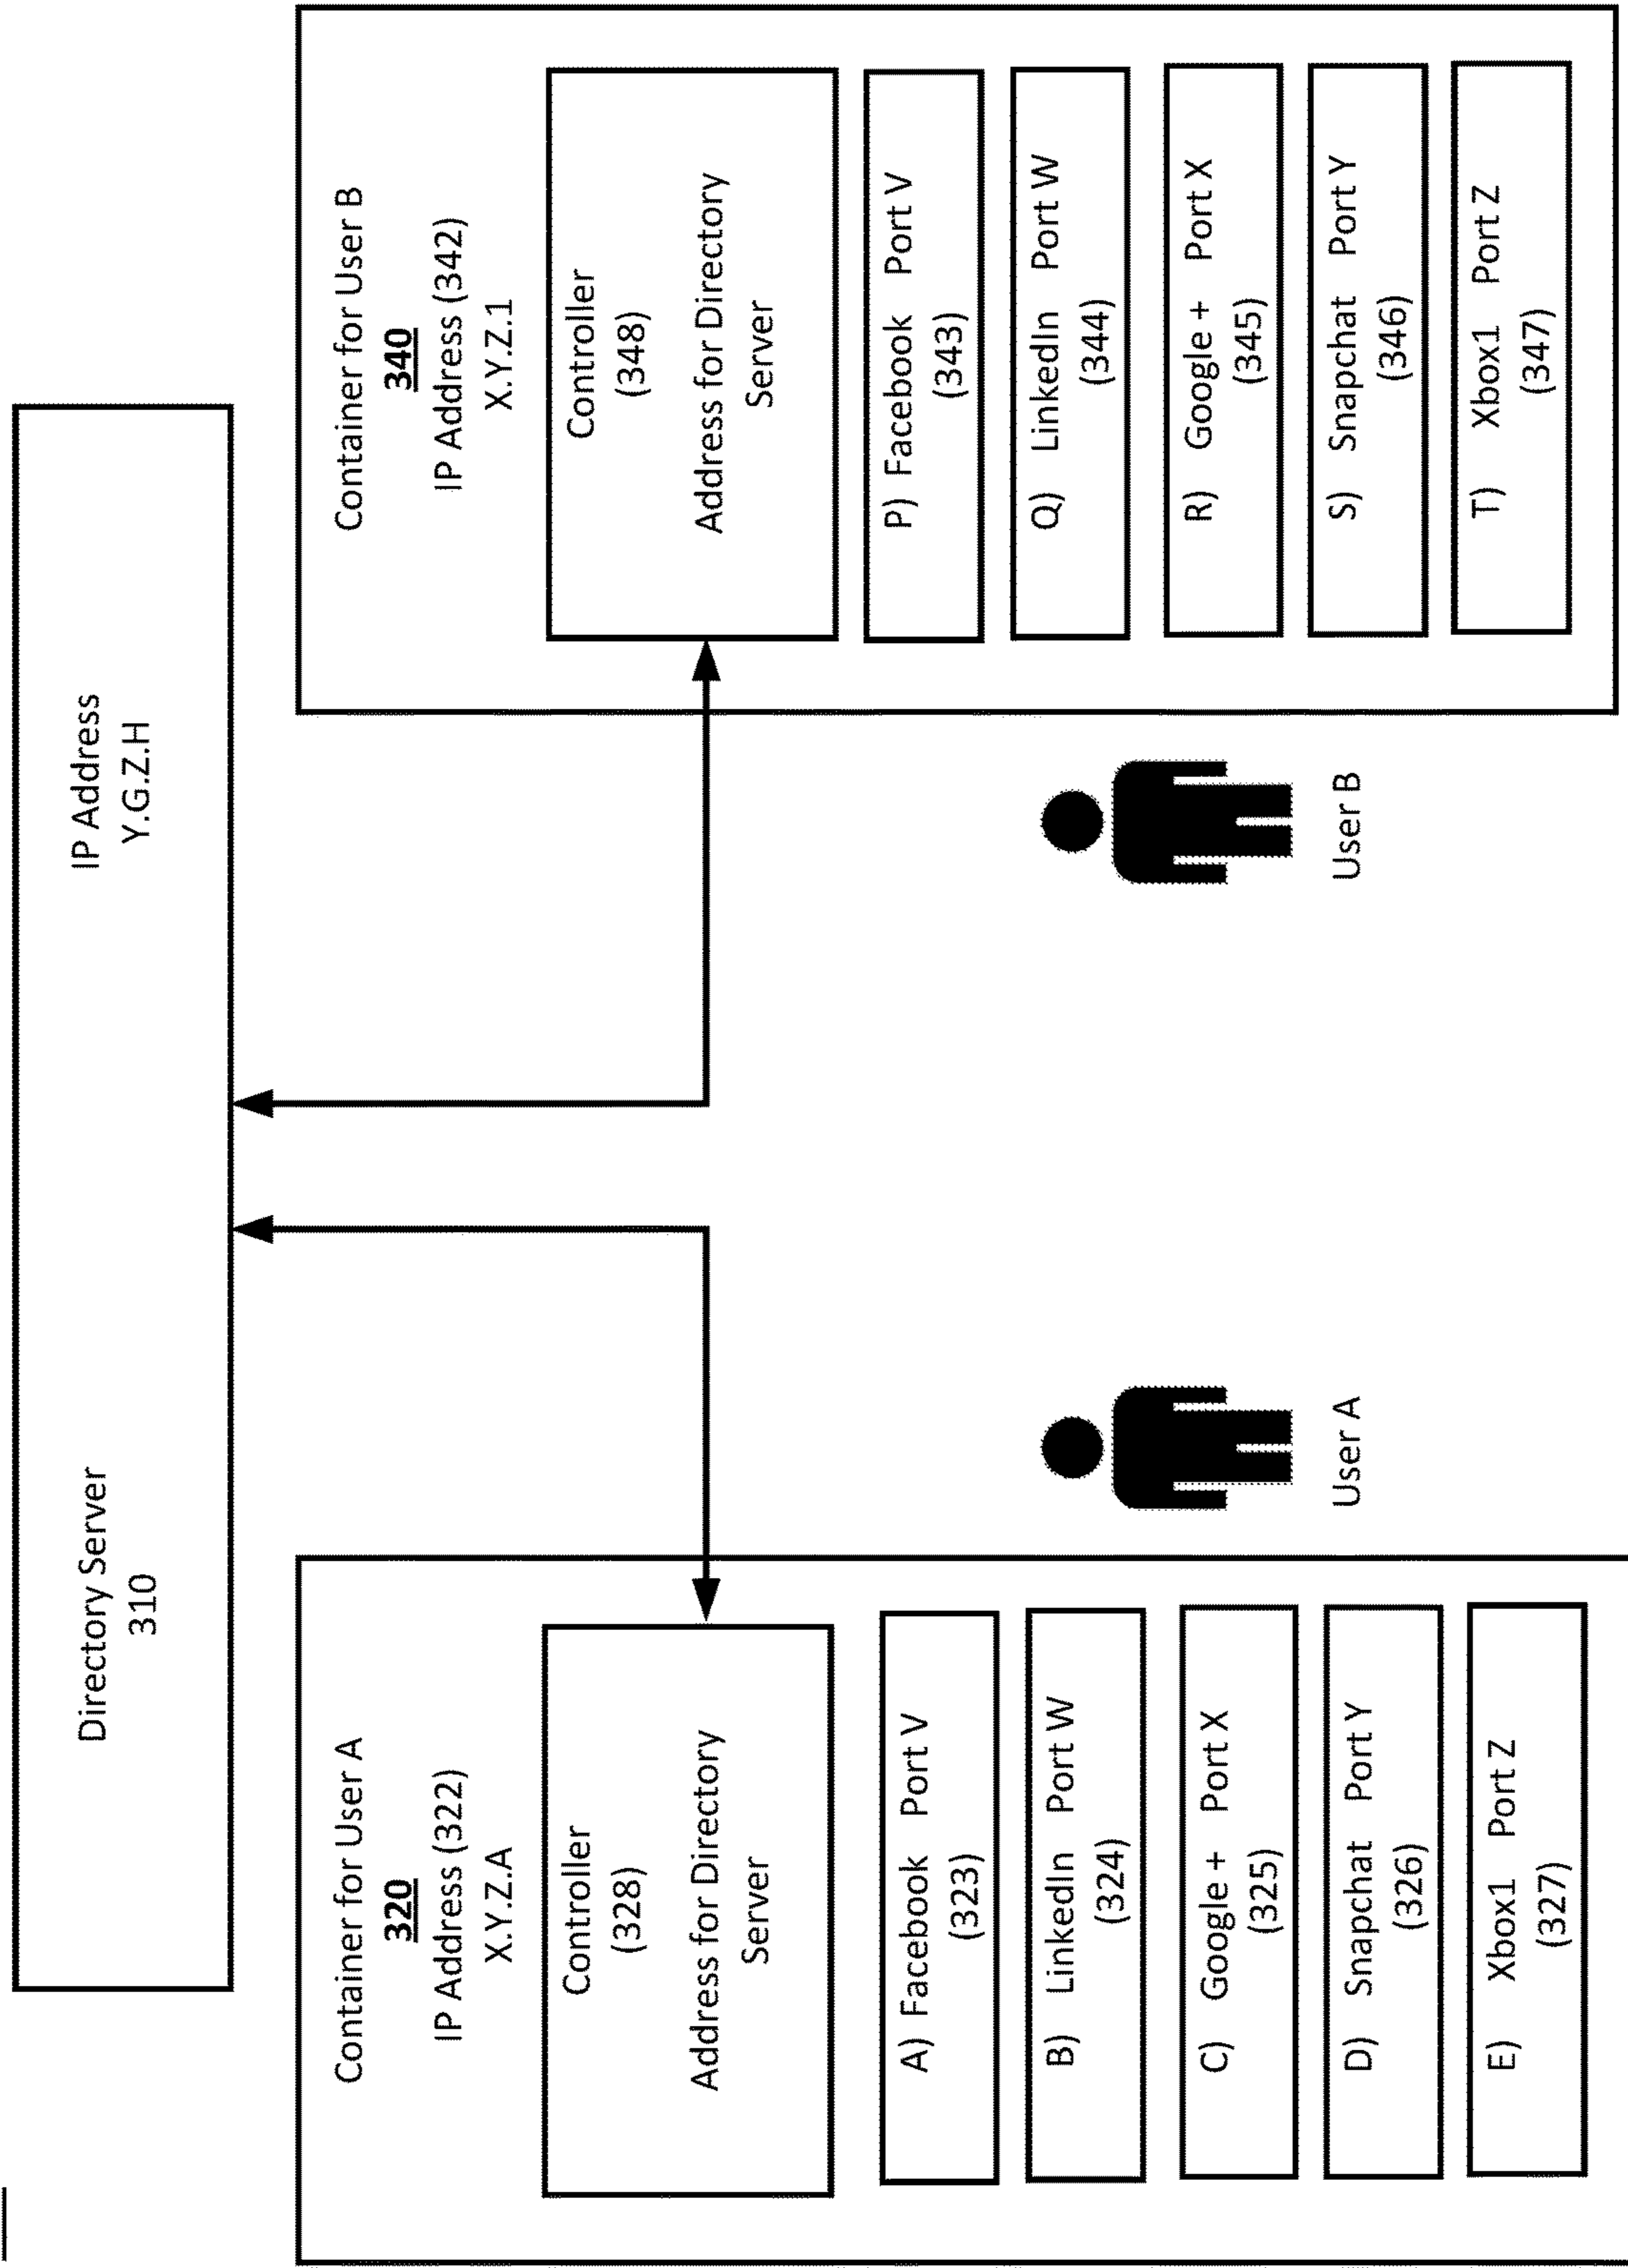 Directory Server
310
IP Address
Y.G.Z.H
Container for User A
320
IP Address (322)
X.Y.Z.A
Controller
(328)
Address for Directory
Server
A) Facebook Port V
(323)
B) LinkedIn Port W
(324)
C) Google + Port X
(325)
D) Snapchat Port Y
(326)
E) Xbox1 Port Z
(327)
User A
User B
Container for User B
340
IP Address (342)
X.Y.Z.1
Controller
(348)
Address for Directory
Server
P) Facebook Port V
(343)
Q) LinkedIn Port W
(344)
R) Google + Port X
(345)
S) Snapchat Port Y
(346)
T) Xbox1 Port Z
(347)